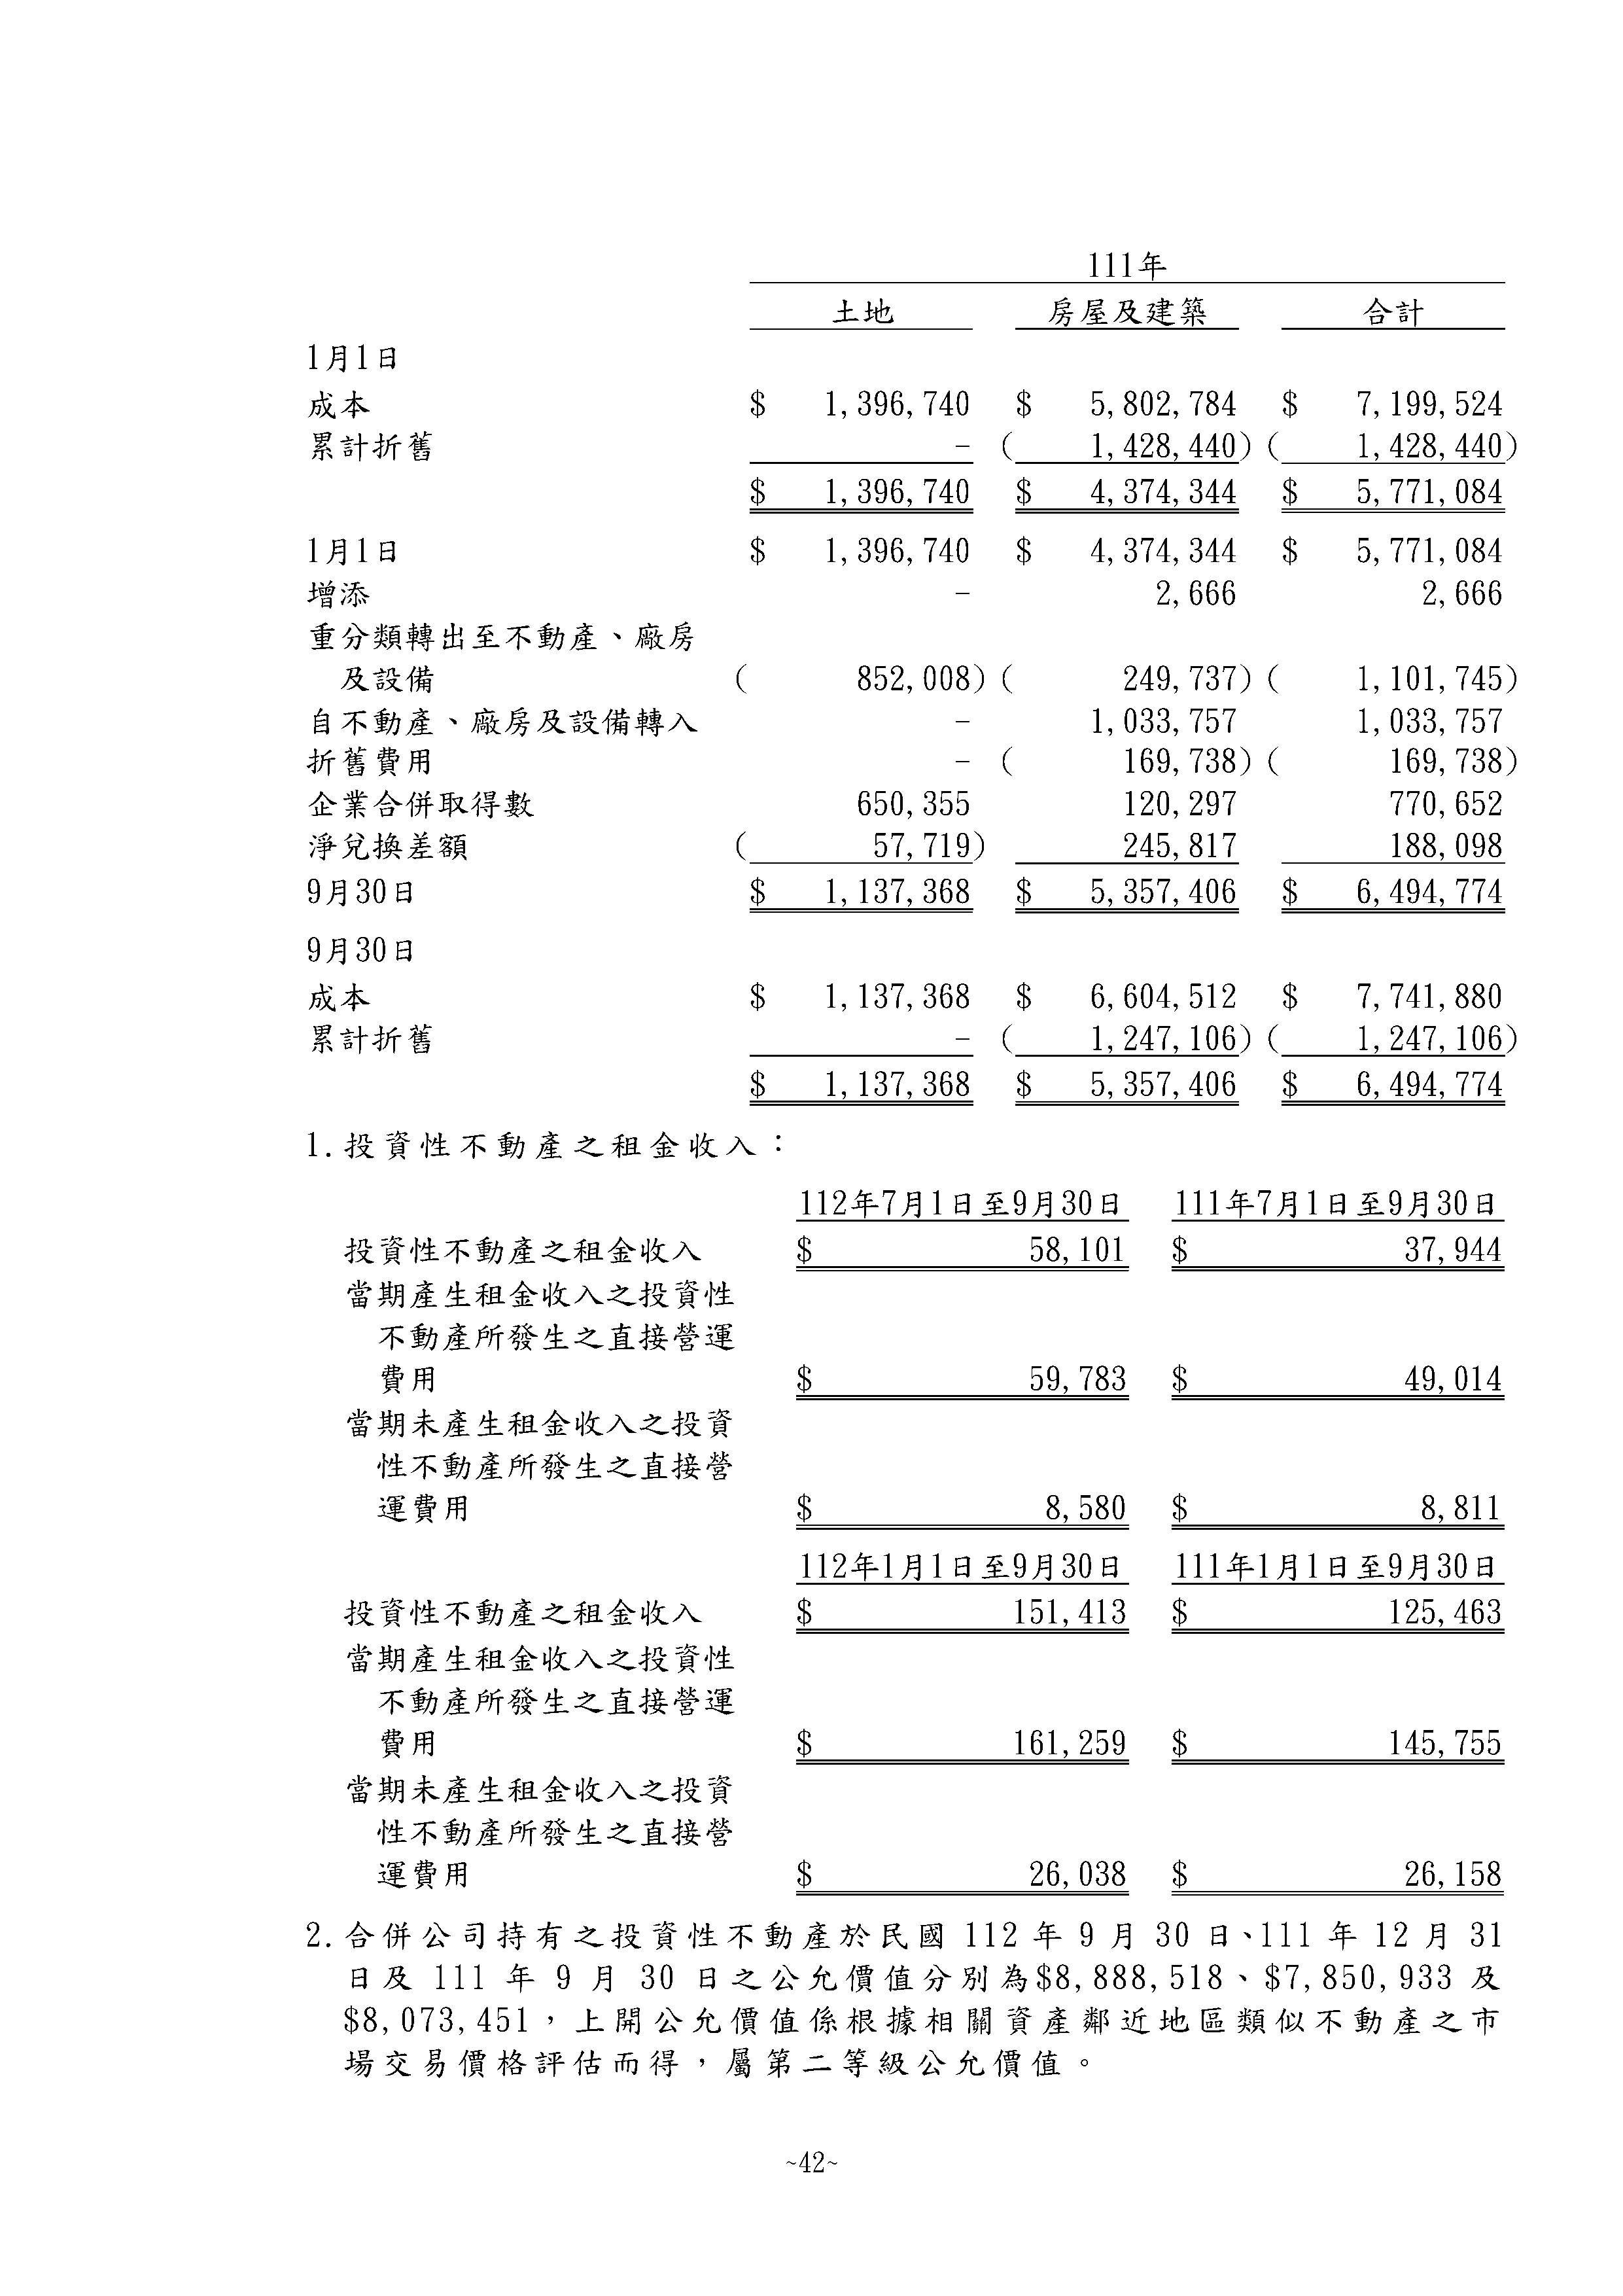 111年
土地 房屋及建築 合計
1月1日
成本 $ 1,396,740 $ 5,802,784 $ 7,199,524
累計折舊 - ( 1,428,440) ( 1,428,440)
$ 1,396,740 $ 4,374,344 $ 5,771,084
1月1日 $ 1,396,740 $ 4,374,344 $ 5,771,084
增添 - 2,666 2,666
重分類轉出至不動產、廠房
及設備 ( 852,008) ( 249,737) ( 1,101,745)
自不動產、廠房及設備轉入 - 1,033,757 1,033,757
折舊費用 - ( 169,738) ( 169,738)
企業合併取得數 650,355 120,297 770,652
淨兌換差額 ( 57,719) 245,817 188,098
9月30日 $ 1,137,368 $ 5,357,406 $ 6,494,774
9月30日
成本 $ 1,137,368 $ 6,604,512 $ 7,741,880
累計折舊 - ( 1,247,106) ( 1,247,106)
$ 1,137,368 $ 5,357,406 $ 6,494,774
1.投資性不動產之租金收入：
112年7月1日至9月30日 111年7月1日至9月30日
投資性不動產之租金收入 $ 58,101 $ 37,944
當期產生租金收入之投資性
不動產所發生之直接營運
費用 $ 59,783 $ 49,014
當期未產生租金收入之投資
性不動產所發生之直接營
運費用 $ 8,580 $ 8,811
112年1月1日至9月30日 111年1月1日至9月30日
投資性不動產之租金收入 $ 151,413 $ 125,463
當期產生租金收入之投資性
不動產所發生之直接營運
費用 $ 161,259 $ 145,755
當期未產生租金收入之投資
性不動產所發生之直接營
運費用 $ 26,038 $ 26,158
2.合併公司持有之投資性不動產於民國 112 年 9 月 30 日、111 年 12 月 31
日及 111 年 9 月 30 日之公允價值分別為$8,888,518、$7,850,933 及
$8,073,451，上開公允價值係根據相關資產鄰近地區類似不動產之市
場交易價格評估而得，屬第二等級公允價值。
~42~